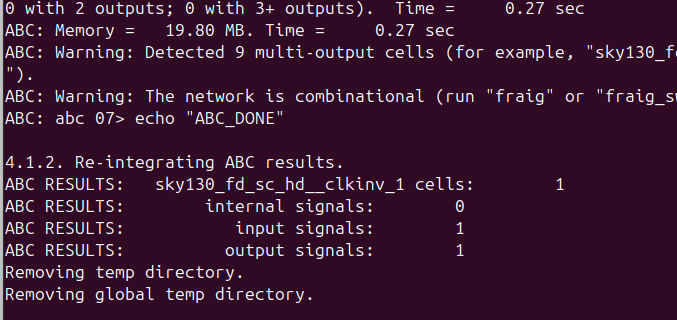 0 with 2 outputs; 0 with 3+ outputs).  Time =     0.27 sec
ABC: Memory =   19.80 MB. Time =     0.27 sec
ABC: Warning: Detected 9 multi-output cells (for example, "sky130_f
").
ABC: Warning: The network is combinational (run "fraig" or "fraig_s
ABC: abc 07> echo "ABC_DONE"
4.1.2. Re-integrating ABC results.
ABC RESULTS:   sky130_fd_sc_hd__clkinv_1 cells:        1
ABC RESULTS:        internal signals:        0
ABC RESULTS:           input signals:        1
ABC RESULTS:          output signals:        1
Removing temp directory.
Removing global temp directory.